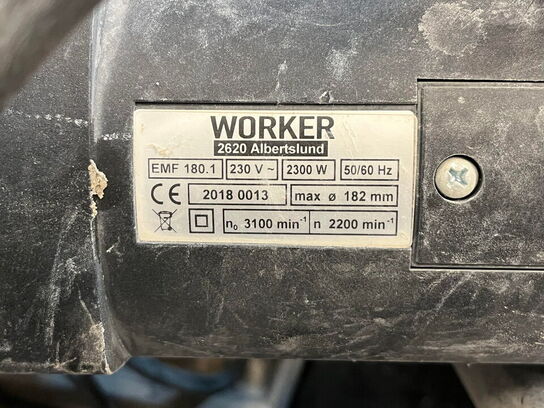 WORKER
2620 Albertslund
EMF 180.1 230 V ~ 2300 W 50/60 Hz
CE 2018 0013 max ø 182 mm
n₀ 3100 min⁻¹ n 2200 min⁻¹